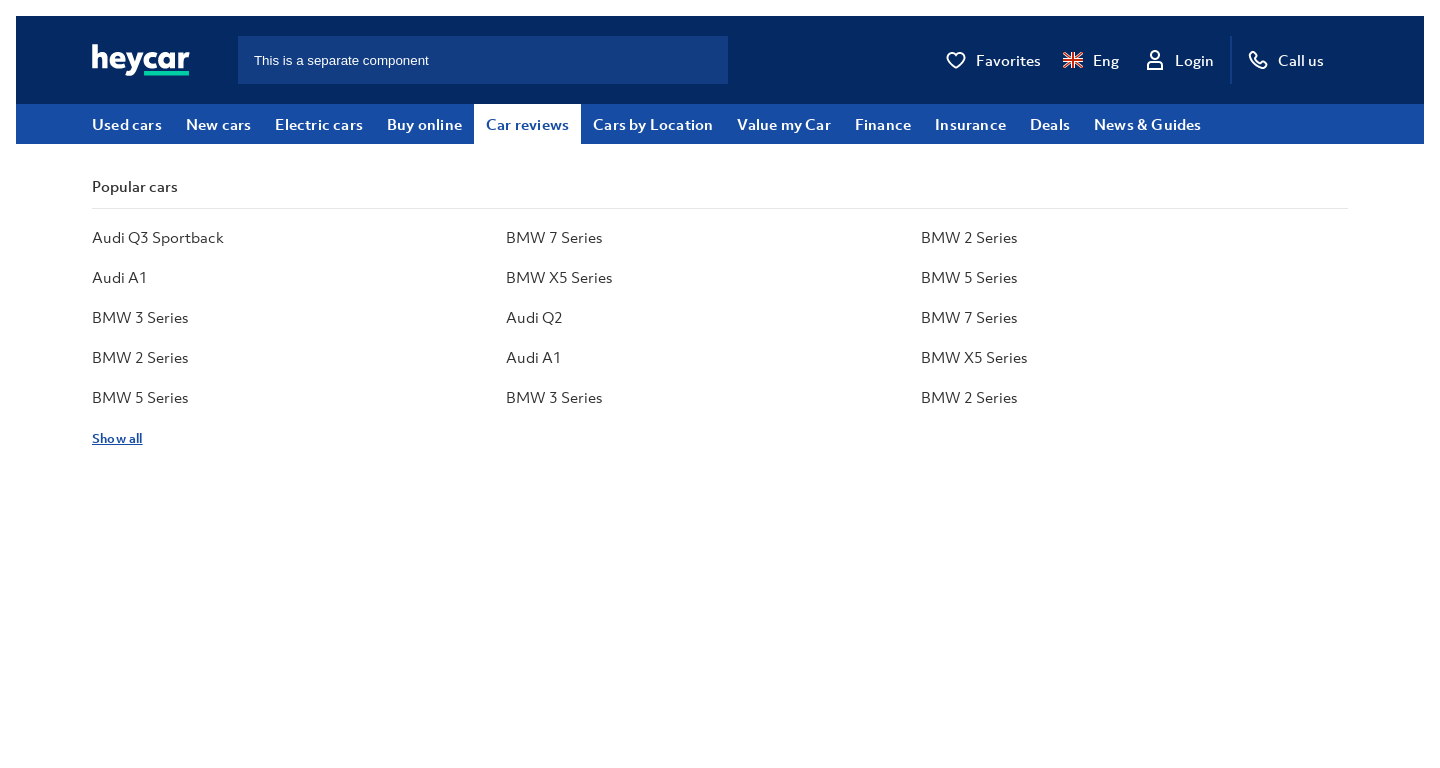 heycar
This is a separate component
Favorites
Eng
Login
Call us
Used cars New cars Electric cars Buy online Car reviews Cars by Location Value my Car Finance Insurance Deals News & Guides
Popular cars
Audi Q3 Sportback BMW 7 Series BMW 2 Series
Audi A1 BMW X5 Series BMW 5 Series
BMW 3 Series Audi Q2 BMW 7 Series
BMW 2 Series Audi A1 BMW X5 Series
BMW 5 Series BMW 3 Series BMW 2 Series
Show all